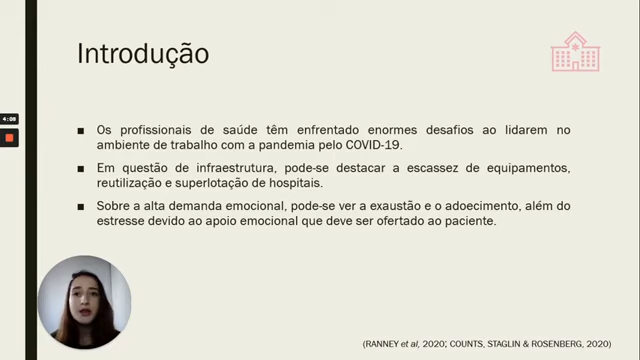 Introdução
4:08
■ Os profissionais de saúde têm enfrentado enormes desafios ao lidarem no
ambiente de trabalho com a pandemia pelo COVID-19.
■ Em questão de infraestrutura, pode-se destacar a escassez de equipamentos,
reutilização e superlotação de hospitais.
■ Sobre a alta demanda emocional, pode-se ver a exaustão e o adoecimento, além do
estresse devido ao apoio emocional que deve ser ofertado ao paciente.
(RANNEY et al, 2020; COUNTS, STAGLIN & ROSENBERG, 2020)